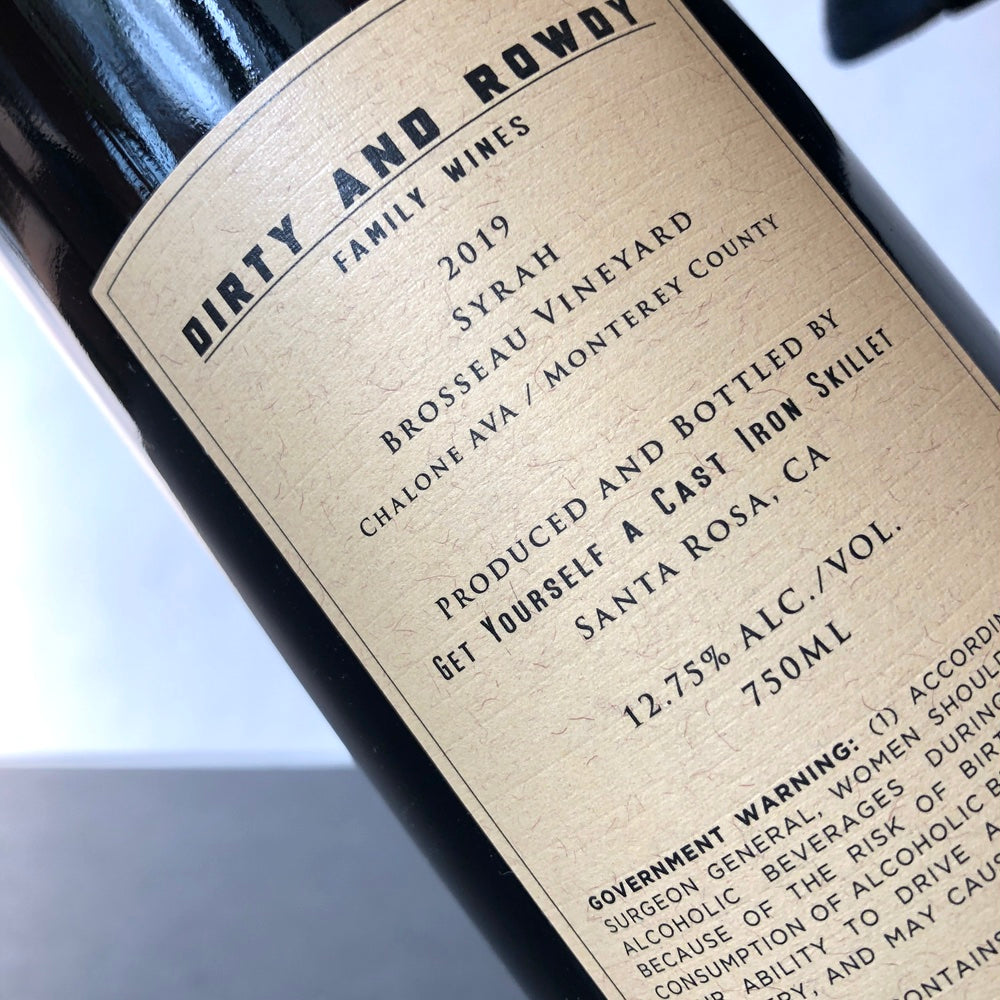 DIRTY AND ROWDY
FAMILY WINES
2019
SYRAH
BROSSEAU VINEYARD
CHALONE AVA / MONTEREY COUNTY
PRODUCED AND BOTTLED BY
GET YOURSELF A CAST IRON SKILLET
SANTA ROSA, CA
12.75% ALC./VOL.
750ML
GOVERNMENT WARNING: (1)
SURGEON GENERAL, WOMEN
ALCOHOLIC BEVERAGES DURING
BECAUSE OF THE RISK OF
CONSUMPTION OF ALCOHOLIC
ABILITY TO DRIVE
AND MAY